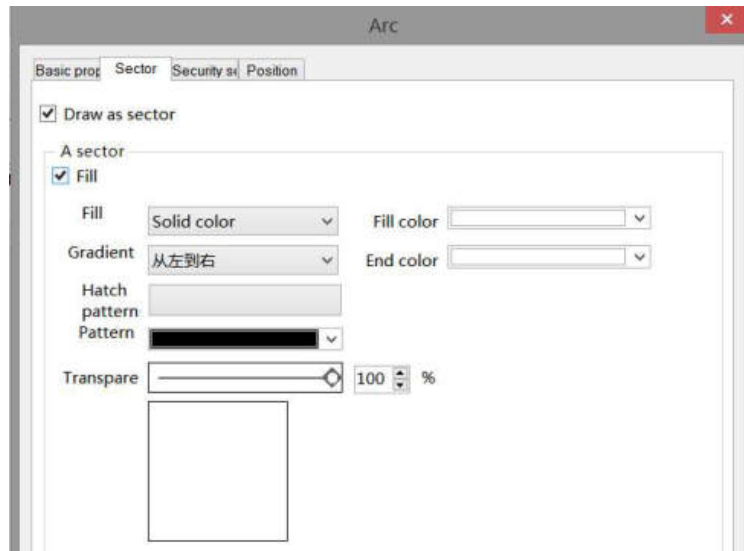 Arc
Basic prop Sector Security se Position
Draw as sector
A sector
Fill
Fill Solid color Fill color
Gradient 从左到右 End color
Hatch
pattern
Pattern
Transpare 100 %